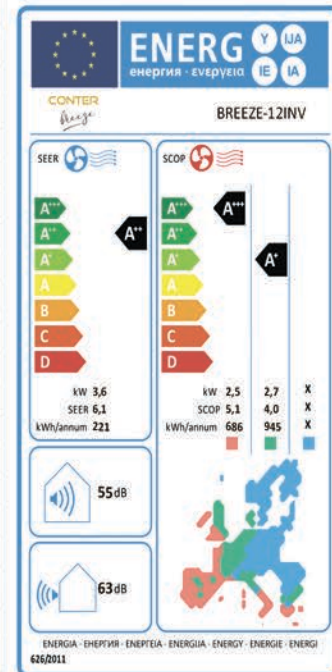 ENERG
Y IJA
IE IA
енергия · ενεργεια
CONTER
breeze
BREEZE-12INV
SEER
A+++
A++
A+
A
B
C
D
A++
kW 3,6
SEER 6,1
kWh/annum 221
SCOP
A+++
A++
A+
A
B
C
D
A+++
A+
kW 2,5 2,7 X
SCOP 5,1 4,0 X
kWh/annum 686 945 X
55dB
63dB
ENERGIA · ЕНЕРГИЯ · ΕΝΕΡΓΕΙΑ · ENERGIJA · ENERGY · ENERGIE · ENERGI
626/2011